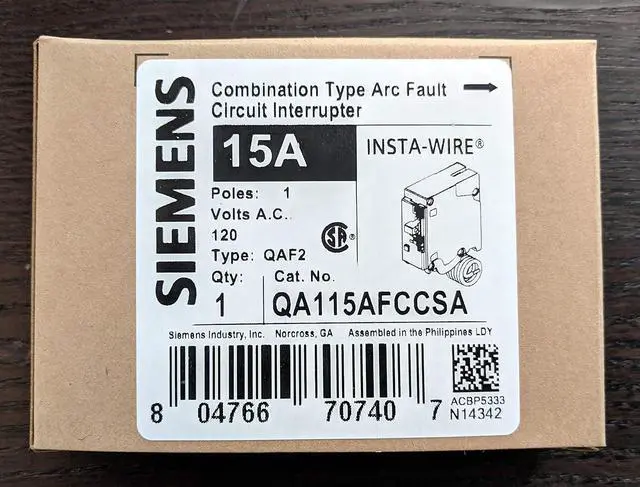 SIEMENS
Combination Type Arc Fault
Circuit Interrupter
15A
INSTA-WIRE®
Poles: 1
Volts A.C.
120
Type: QAF2
SA ®
Qty: Cat. No.
1 QA115AFCCSA
Siemens Industry, Inc. Norcross, GA Assembled in the Philippines LDY
8 04766 70740 7
ACBP5333
N14342